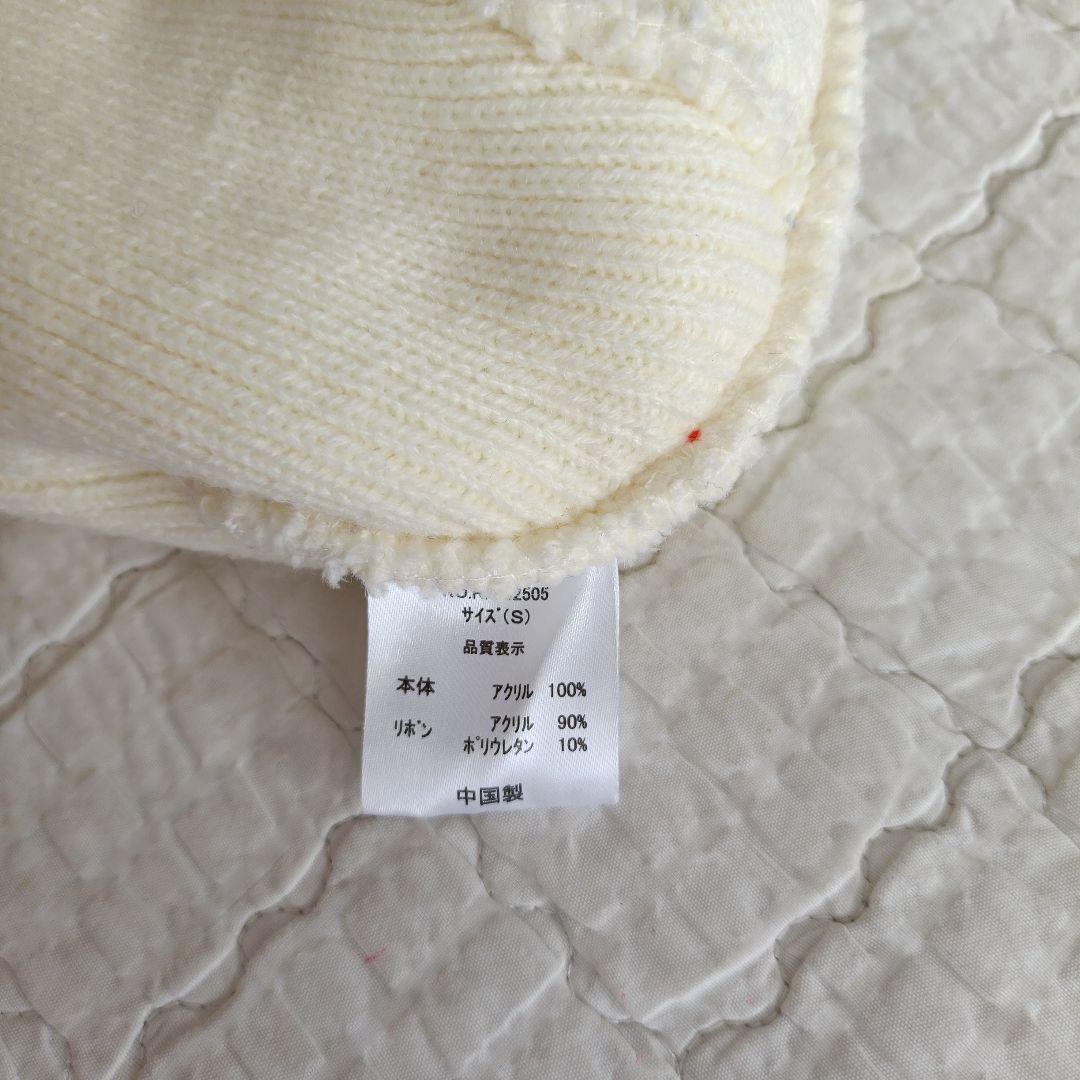 2505
サイズ(S)
品質表示
本体 アクリル 100%
リボン アクリル 90%
ポリウレタン 10%
中国製